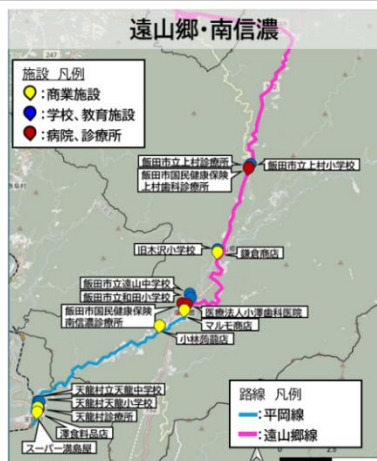 遠山郷・南信濃
247
施設 凡例
:商業施設
:学校、教育施設
:病院、診療所
飯田市立上村診療所
飯田市国民健康保険
上村歯科診療所
飯田市立上村小学校
旧木沢小学校
鎌倉商店
飯田市立遠山中学校
飯田市立和田小学校
飯田市国民健康保険
南信濃診療所
医療法人小澤歯科医院
マルモ商店
小林蒟蒻店
天龍村立天龍中学校
天龍村天龍小学校
天龍村診療所
澤食料品店
スーパー満島屋
路線 凡例
:平岡線
:遠山郷線
0
2.5